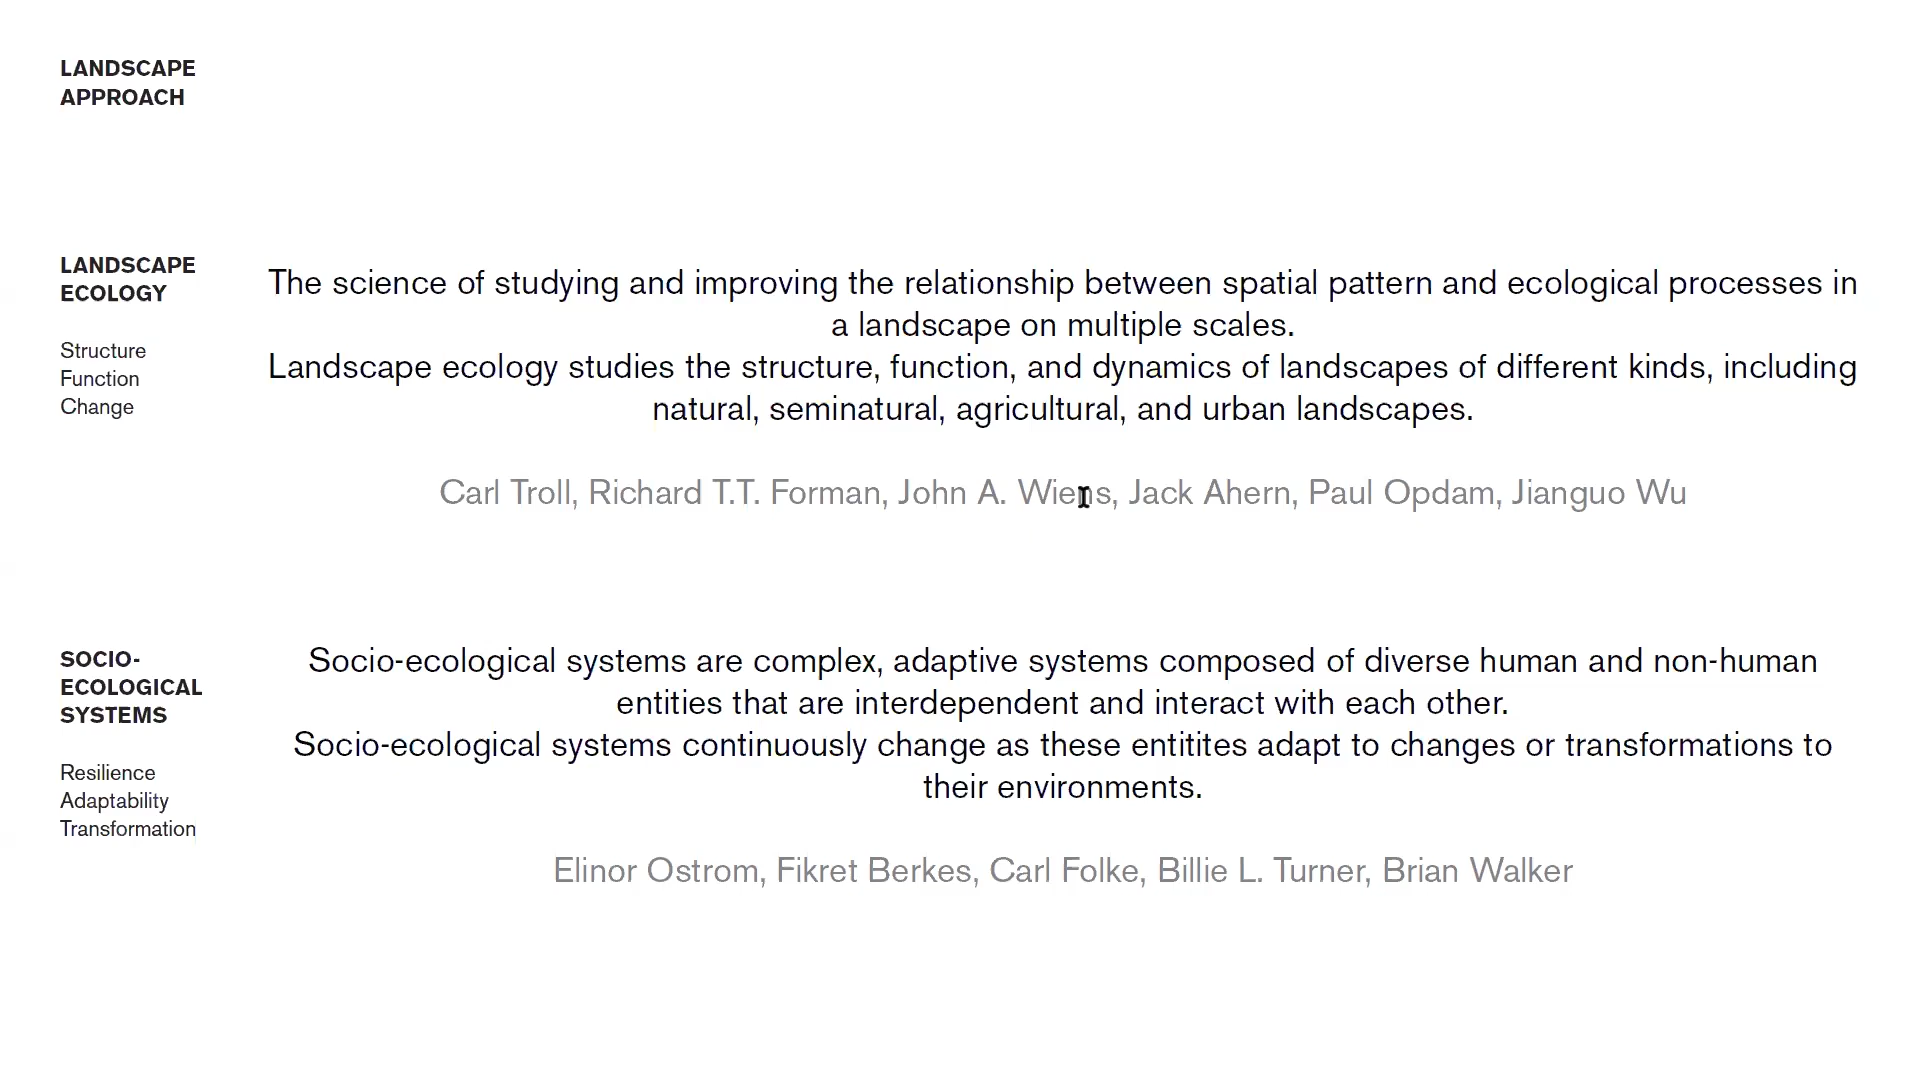 LANDSCAPE
APPROACH
LANDSCAPE
ECOLOGY
Structure
Function
Change
The science of studying and improving the relationship between spatial pattern and ecological processes in
a landscape on multiple scales.
Landscape ecology studies the structure, function, and dynamics of landscapes of different kinds, including
natural, seminatural, agricultural, and urban landscapes.
Carl Troll, Richard T.T. Forman, John A. Wiens, Jack Ahern, Paul Opdam, Jianguo Wu
SOCIO-
ECOLOGICAL
SYSTEMS
Resilience
Adaptability
Transformation
Socio-ecological systems are complex, adaptive systems composed of diverse human and non-human
entities that are interdependent and interact with each other.
Socio-ecological systems continuously change as these entitites adapt to changes or transformations to
their environments.
Elinor Ostrom, Fikret Berkes, Carl Folke, Billie L. Turner, Brian Walker